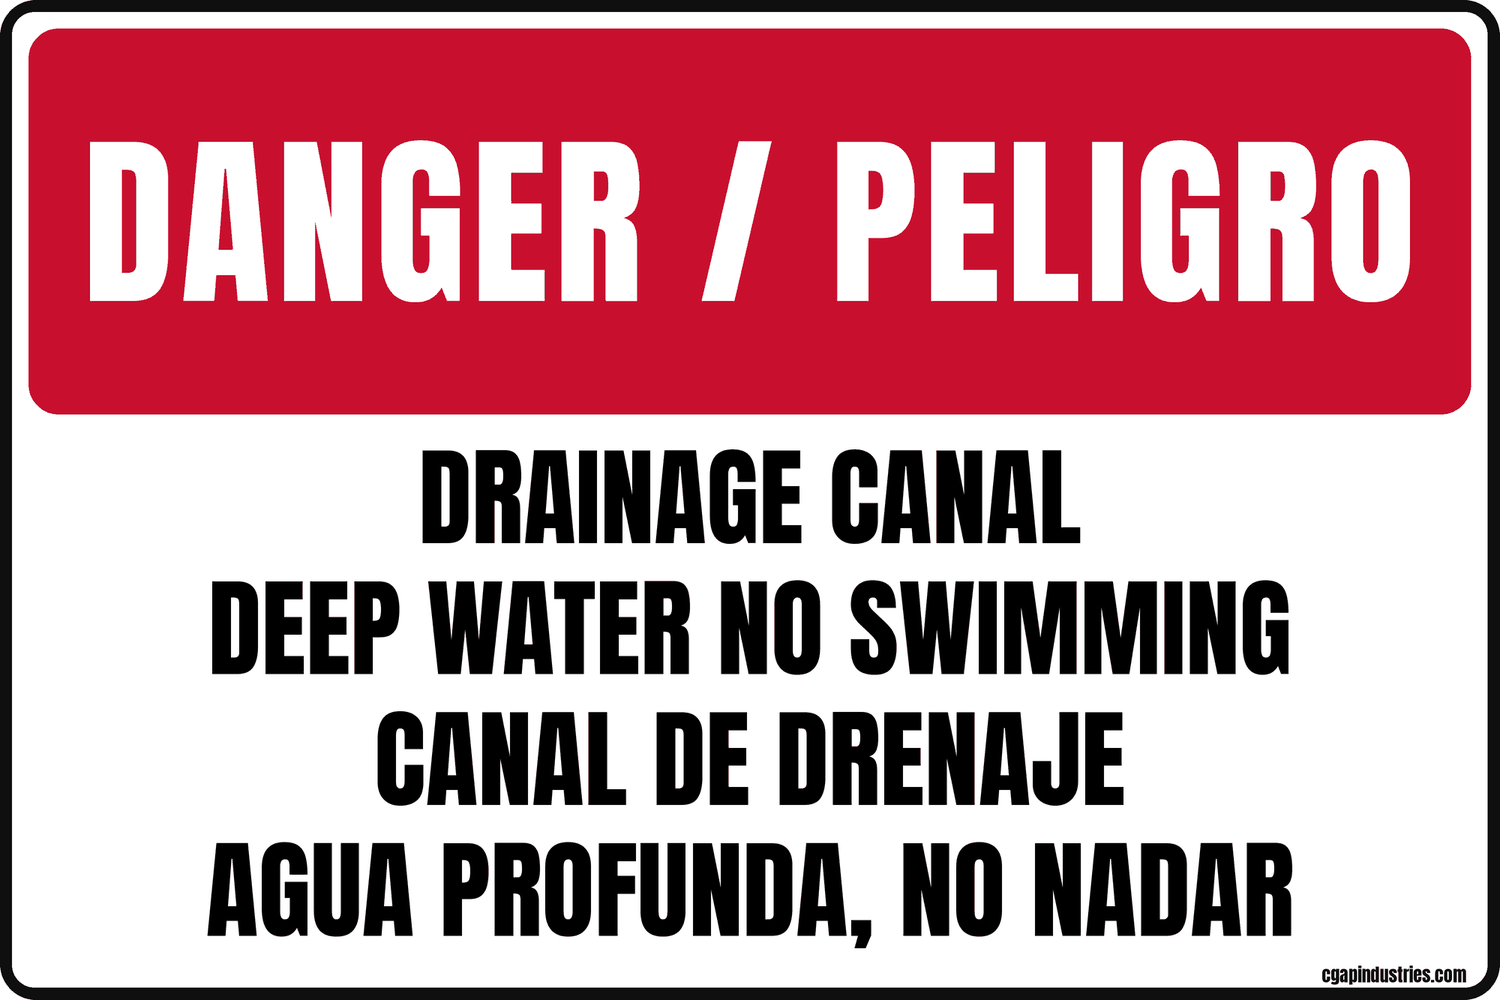 DANGER / PELIGRO
DRAINAGE CANAL
DEEP WATER NO SWIMMING
CANAL DE DRENAJE
AGUA PROFUNDA, NO NADAR
cgapindustries.com